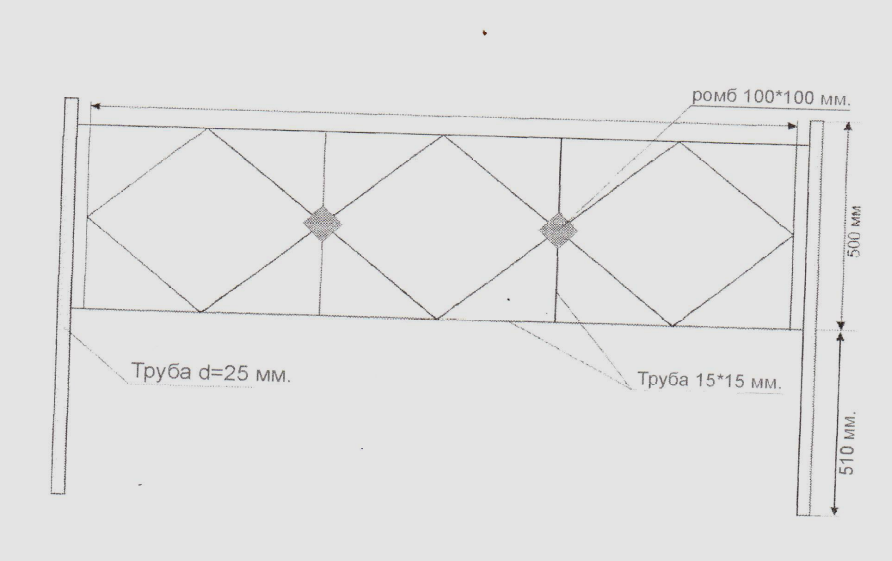 ромб 100*100 мм.
500 мм
Труба d=25 мм.
Труба 15*15 мм.
510 мм.